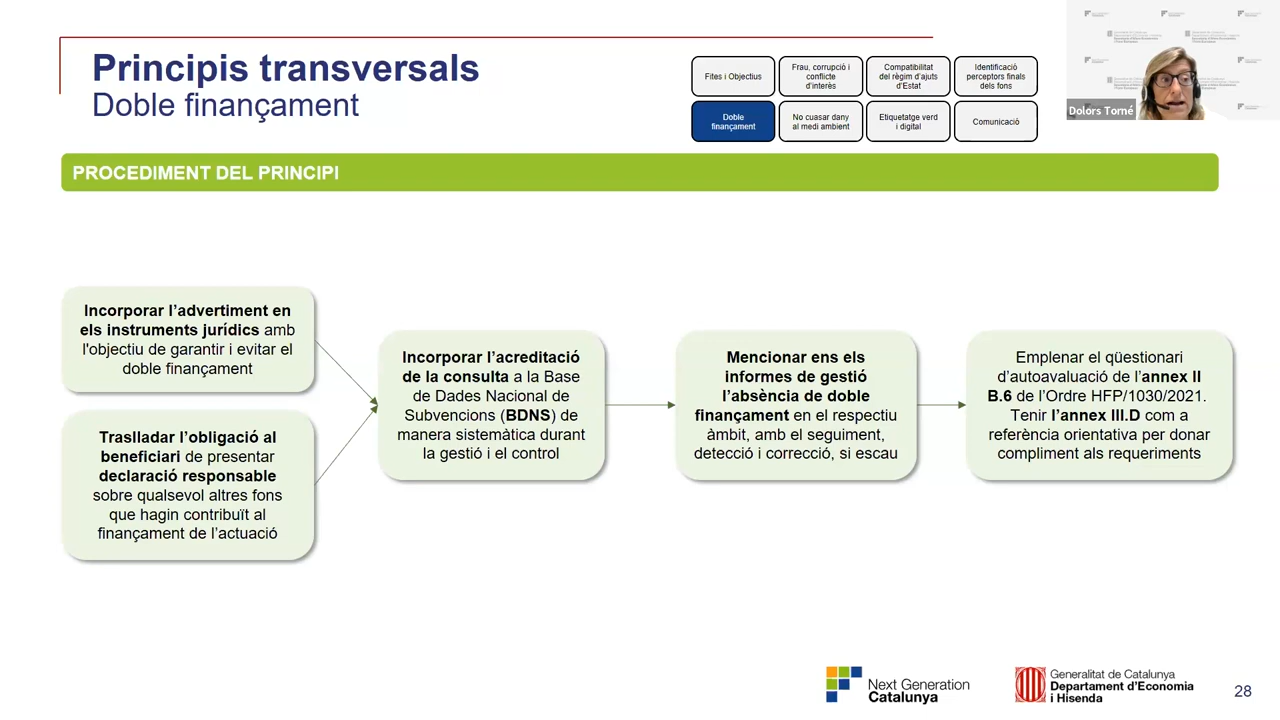 Principis transversals
Doble finançament
Fites i Objectius
Frau, corrupció i
conflicte
d'interès
Compatibilitat
del règim d'ajuts
d'Estat
Identificació
perceptors finals
dels fons
Doble
finançament
No cuasar dany
al medi ambient
Etiquetatge verd
i digital
Comunicació
Dolors Torné
PROCEDIMENT DEL PRINCIPI
Incorporar l'advertiment en
els instruments jurídics amb
l'objectiu de garantir i evitar el
doble finançament
Traslladar l'obligació al
beneficiari de presentar
declaració responsable
sobre qualsevol altres fons
que hagin contribuït al
finançament de l'actuació
Incorporar l'acreditació
de la consulta a la Base
de Dades Nacional de
Subvencions (BDNS) de
manera sistemàtica durant
la gestió i el control
Mencionar ens els
informes de gestió
l'absència de doble
finançament en el respectiu
àmbit, amb el seguiment,
detecció i correcció, si escau
Emplenar el qüestionari
d'autoavaluació de l'annex II
B.6 de l'Ordre HFP/1030/2021.
Tenir l'annex III.D com a
referència orientativa per donar
compliment als requeriments
Next Generation
Catalunya
Generalitat de Catalunya
Departament d'Economia
i Hisenda
28